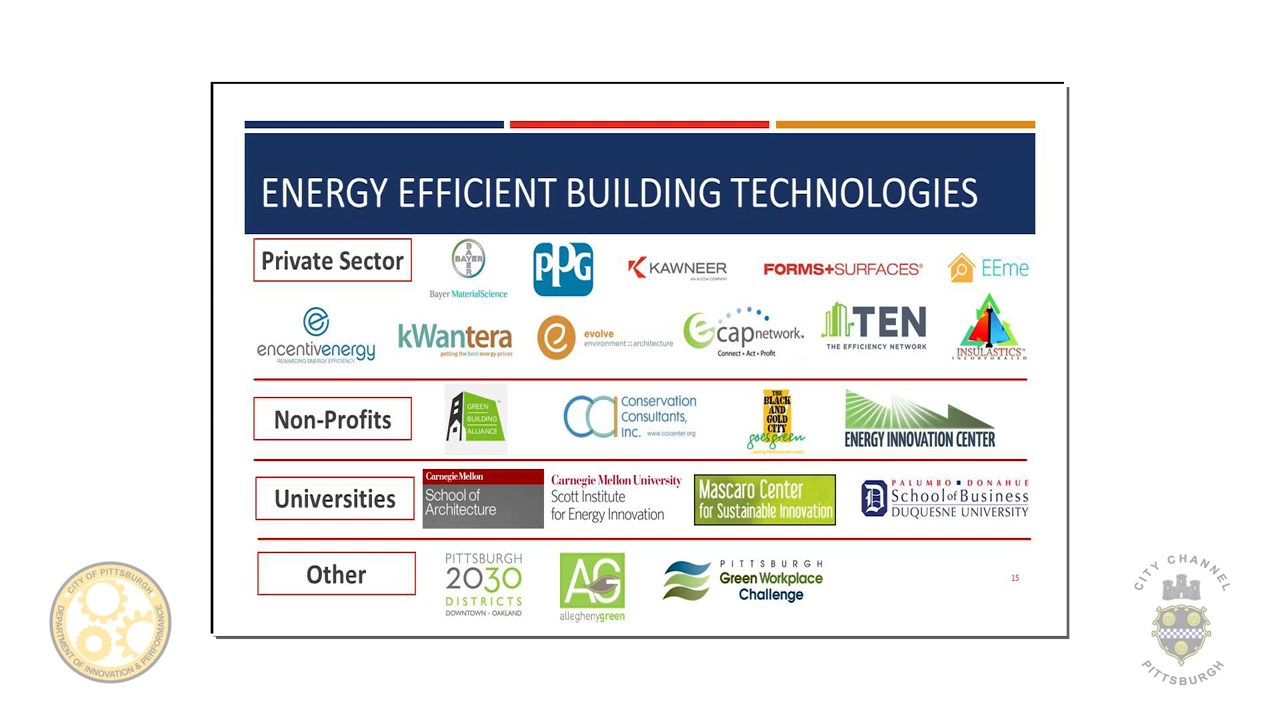 ENERGY EFFICIENT BUILDING TECHNOLOGIES
Private Sector
BAYER
BAYER
Bayer MaterialScience
PPG
KAWNEER
AN ALCOA COMPANY
FORMS+SURFACES®
EEme
encentivenergy
REWARDING ENERGY EFFICIENCY
kWantera
getting the best energy prices
evolve
environment :: architecture
ecapnetwork.
Connect • Act • Profit
TEN
THE EFFICIENCY NETWORK
INSULASTICS™
INCORPORATED
Non-Profits
GREEN
BUILDING
ALLIANCE
Conservation
Consultants,
Inc. www.ccicenter.org
THE
BLACK
AND
GOLD
CITY
goes green
ENERGY INNOVATION CENTER
Universities
Carnegie Mellon
School of
Architecture
Carnegie Mellon University
Scott Institute
for Energy Innovation
Mascaro Center
for Sustainable Innovation
D
PALUMBO ■ DONAHUE
School of Business
DUQUESNE UNIVERSITY
Other
PITTSBURGH
2030
DISTRICTS
DOWNTOWN • OAKLAND
AG
alleghenygreen
PITTSBURGH
Green Workplace
Challenge
15
CITY OF PITTSBURGH
DEPARTMENT OF INNOVATION & PERFORMANCE
CITY CHANNEL
PITTSBURGH